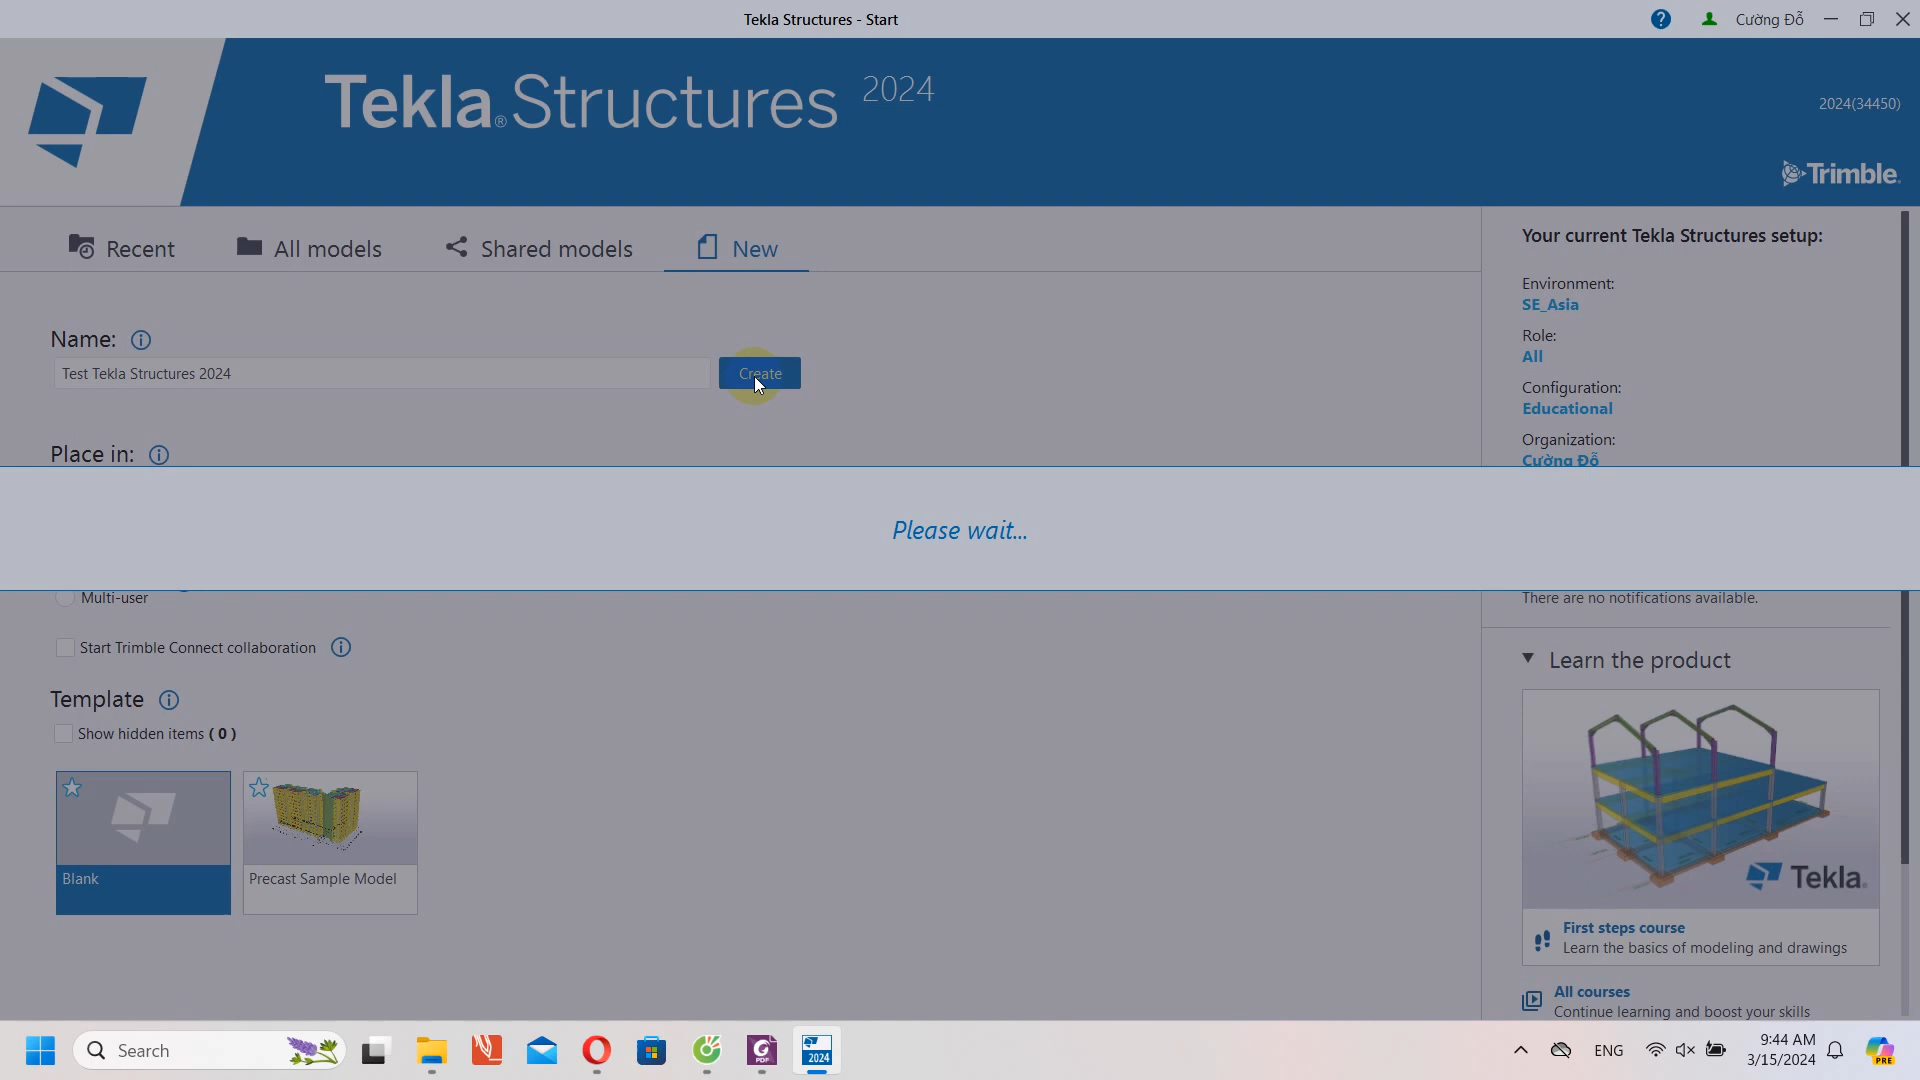 Tekla Structures - Start
Cường Đỗ
Tekla® Structures 2024
2024(34450)
Trimble.
Recent
All models
Shared models
New
Name:
Test Tekla Structures 2024
Create
Place in:
Please wait...
Multi-user
Start Trimble Connect collaboration
Template
Show hidden items ( 0 )
Blank
Precast Sample Model
Your current Tekla Structures setup:
Environment:
SE_Asia
Role:
All
Configuration:
Educational
Organization:
Cường Đỗ
There are no notifications available.
Learn the product
Tekla®
First steps course
Learn the basics of modeling and drawings
All courses
Continue learning and boost your skills
Search
PDF
2024
ENG
9:44 AM
3/15/2024
PRE